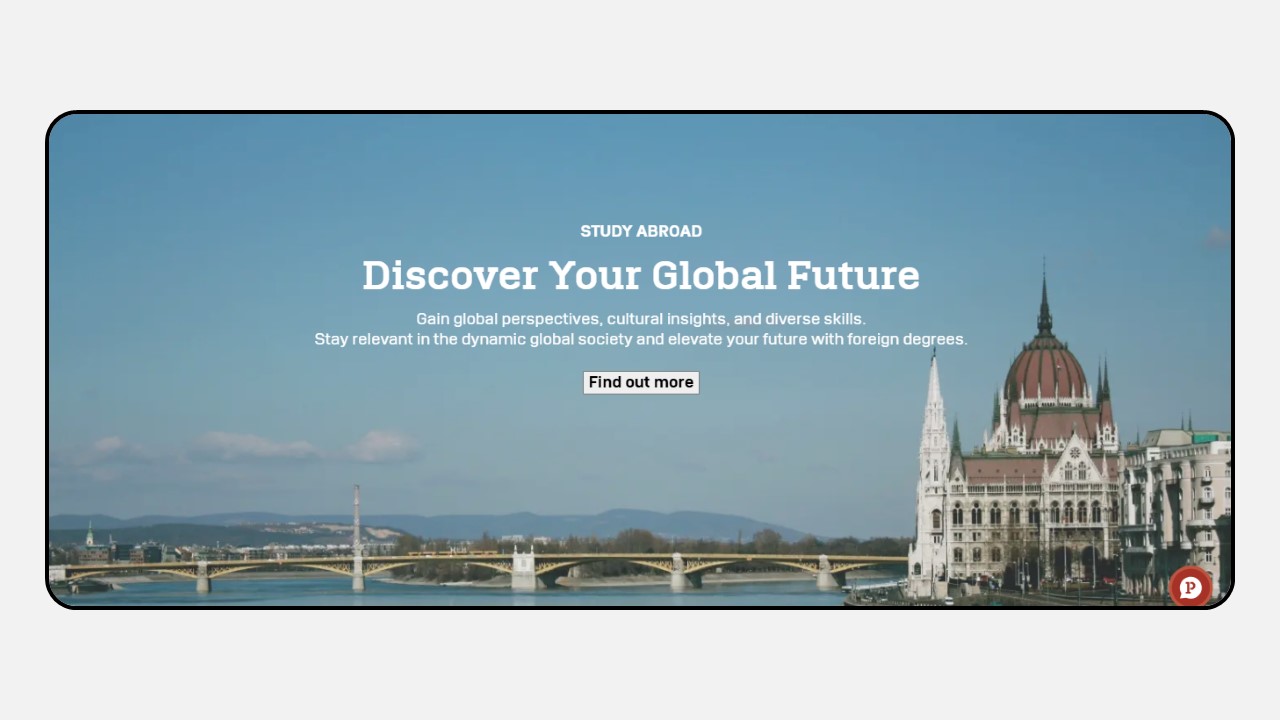 STUDY ABROAD
Discover Your Global Future
Gain global perspectives, cultural insights, and diverse skills.
Stay relevant in the dynamic global society and elevate your future with foreign degrees.
Find out more
P